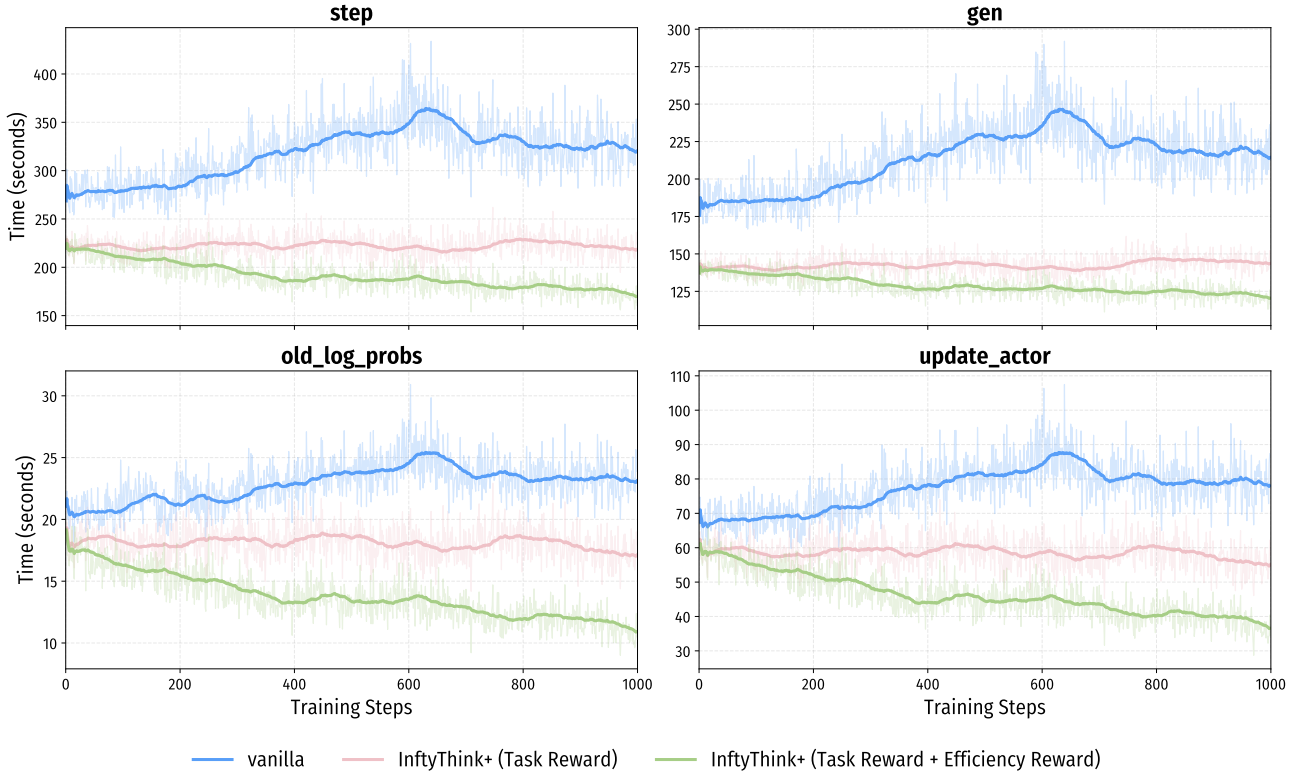 step
gen
Time (seconds)
400
350
300
250
200
150
300
275
250
225
200
175
150
125
old_log_probs
update_actor
Time (seconds)
30
25
20
15
10
110
100
90
80
70
60
50
40
30
0 200 400 600 800 1000
0 200 400 600 800 1000
Training Steps
Training Steps
vanilla InftyThink+ (Task Reward) InftyThink+ (Task Reward + Efficiency Reward)